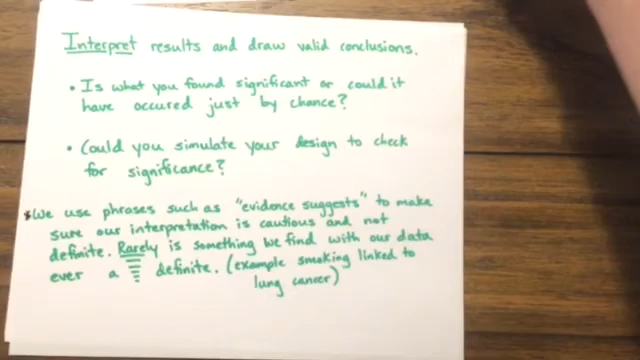 Interpret results and draw valid conclusions.
• Is what you found significant or could it
have occured just by chance?
• Could you simulate your design to check
for significance?
*We use phrases such as "evidence suggests" to make
sure our interpretation is cautious and not
definite. Rarely is something we find with our data
ever a definite. (example smoking linked to
lung cancer)